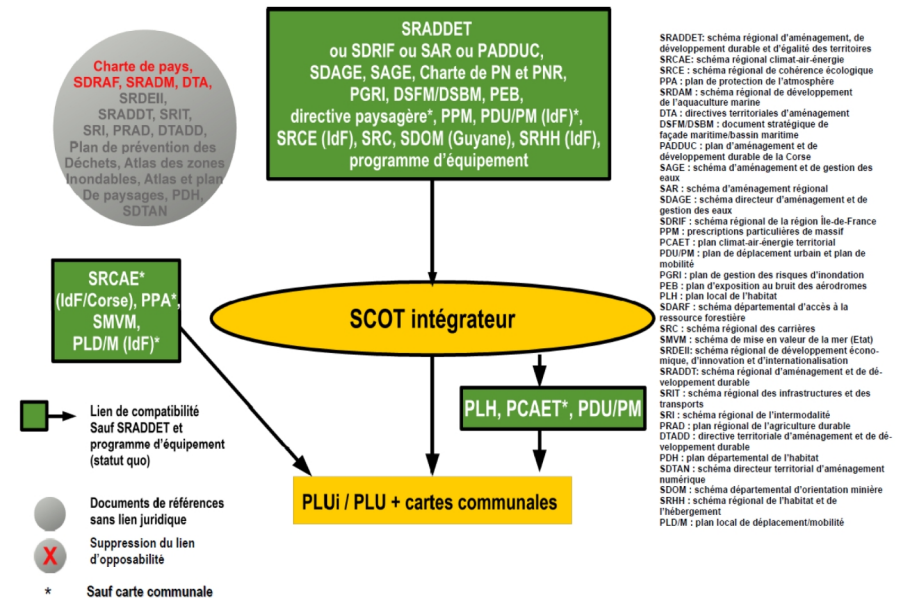 SRADDET
ou SDRIF ou SAR ou PADDUC,
SDAGE, SAGE, Charte de PN et PNR,
PGRI, DSFM/DSBM, PEB,
directive paysagère*, PPM, PDU/PM (IdF)*,
SRCE (IdF), SRC, SDOM (Guyane), SRHH (IdF),
programme d'équipement
Charte de pays,
SDRAF, SRADM, DTA,
SRDEII,
SRADDT, SRIT,
SRI, PRAD, DTADD,
Plan de prévention des
Déchets, Atlas des zones
Inondables, Atlas et plan
De paysages, PDH,
SDTAN
SRCAE*
(IdF/Corse), PPA*,
SMVM,
PLD/M (IdF)*
SCOT intégrateur
PLH, PCAET*, PDU/PM
PLUi / PLU + cartes communales
Lien de compatibilité
Sauf SRADDET et
programme d'équipement
(statut quo)
Documents de références
sans lien juridique
X
Suppression du lien
d'opposabilité
* Sauf carte communale
SRADDET: schéma régional d'aménagement, de
développement durable et d'égalité des territoires
SRCAE: schéma régional climat-air-énergie
SRCE : schéma régional de cohérence écologique
PPA : plan de protection de l'atmosphère
SRDAM : schéma régional de développement
de l'aquaculture marine
DTA : directives territoriales d'aménagement
DSFM/DSBM : document stratégique de
façade maritime/bassin maritime
PADDUC : plan d'aménagement et de
développement durable de la Corse
SAGE : schéma d'aménagement et de gestion des
eaux
SAR : schéma d'aménagement régional
SDAGE : schéma directeur d'aménagement et de
gestion des eaux
SDRIF : schéma régional de la région Île-de-France
PPM : prescriptions particulières de massif
PCAET : plan climat-air-énergie territorial
PDU/PM : plan de déplacement urbain et plan de
mobilité
PGRI : plan de gestion des risques d'inondation
PEB : plan d'exposition au bruit des aérodromes
PLH : plan local de l'habitat
SDARF : schéma départemental d'accès à la
ressource forestière
SRC : schéma régional des carrières
SMVM : schéma de mise en valeur de la mer (Etat)
SRDEII: schéma régional de développement écono-
mique, d'innovation et d'internationalisation
SRADDT: schéma régional d'aménagement et de dé-
veloppement durable
SRIT : schéma régional des infrastructures et des
transports
SRI : schéma régional de l'intermodalité
PRAD : plan régional de l'agriculture durable
DTADD : directive territoriale d'aménagement et de dé-
veloppement durable
PDH : plan départemental de l'habitat
SDTAN : schéma directeur territorial d'aménagement
numérique
SDOM : schéma départemental d'orientation minière
SRHH : schéma régional de l'habitat et de
l'hébergement
PLD/M : plan local de déplacement/mobilité